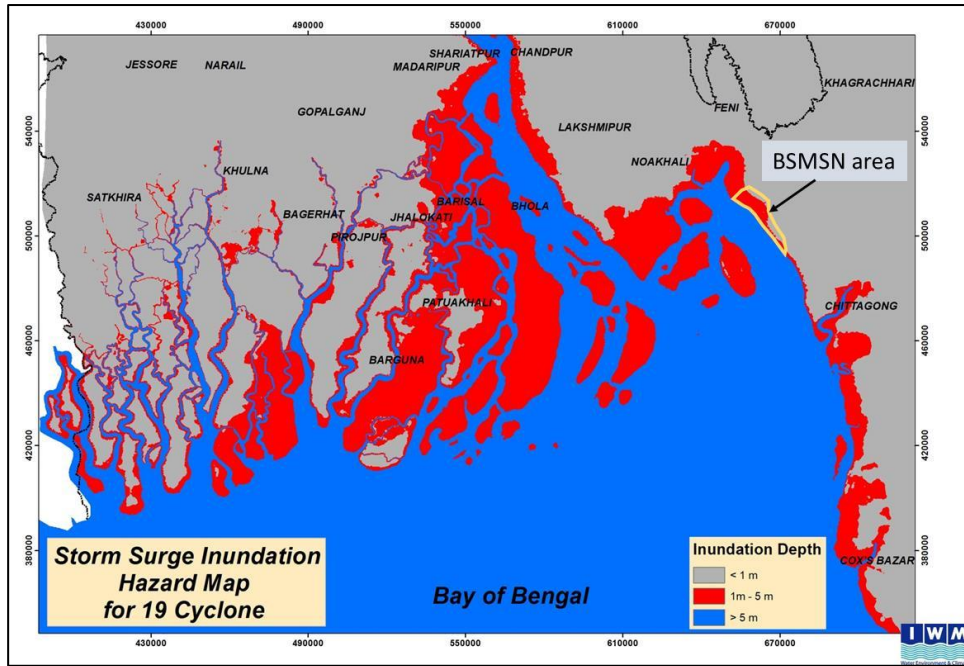 430000 490000 550000 610000 670000
SHARIATPUR CHANDPUR
JESSORE NARAIL MADARIPUR
KHAGRACHHARI
FENI
GOPALGANJ
540000 540000
LAKSHMIPUR
NOAKHALI
BSMSN area
KHULNA
SATKHIRA
BARISAL BHOLA
BAGERHAT JHALOKATI
PIROJPUR
500000 500000
PATUAKHALI CHITTAGONG
460000 460000
BARGUNA
420000 420000
380000 380000
COX'S BAZAR
Storm Surge Inundation
Hazard Map
for 19 Cyclone
Bay of Bengal
Inundation Depth
< 1 m
1m - 5 m
> 5 m
430000 490000 550000 610000 670000
IWM